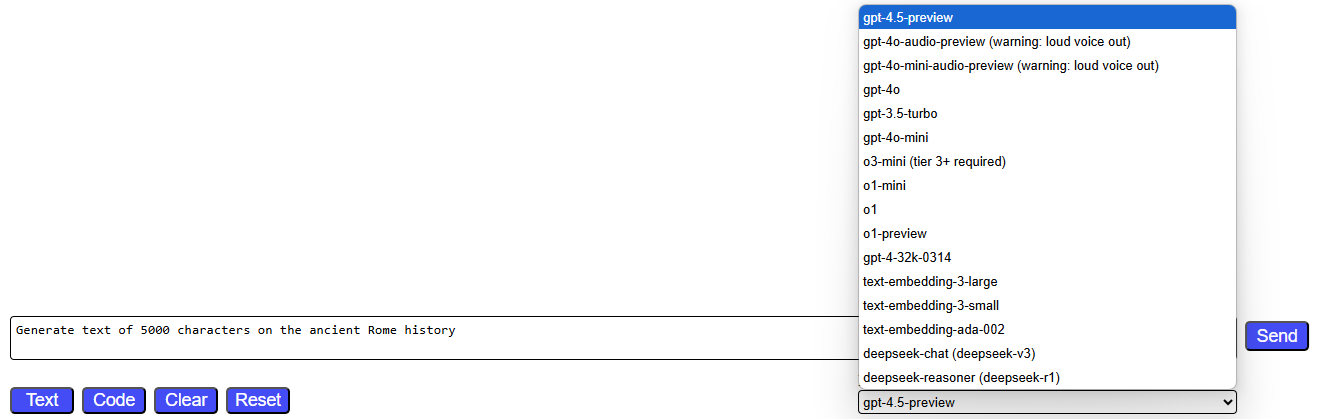 gpt-4.5-preview
gpt-4o-audio-preview (warning: loud voice out)
gpt-4o-mini-audio-preview (warning: loud voice out)
gpt-4o
gpt-3.5-turbo
gpt-4o-mini
o3-mini (tier 3+ required)
o1-mini
o1
o1-preview
gpt-4-32k-0314
text-embedding-3-large
text-embedding-3-small
text-embedding-ada-002
deepseek-chat (deepseek-v3)
deepseek-reasoner (deepseek-r1)
Generate text of 5000 characters on the ancient Rome history
Send
Text Code Clear Reset
gpt-4.5-preview